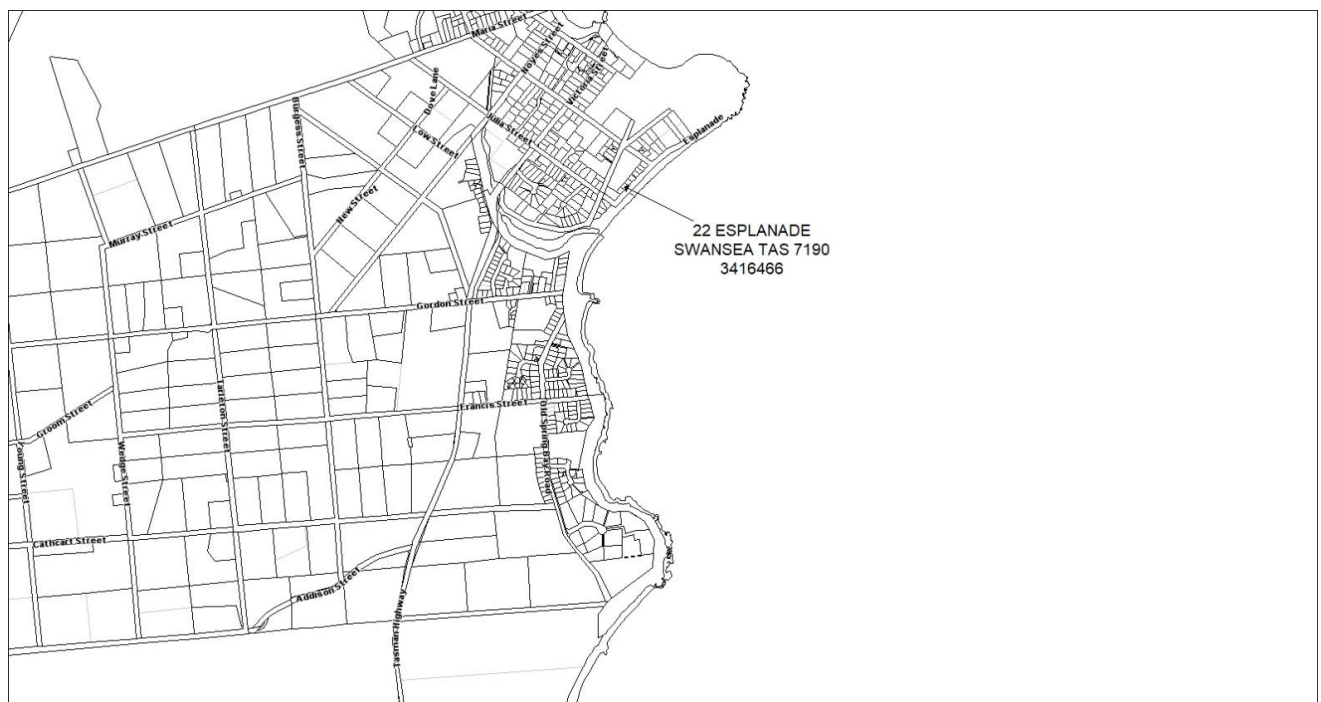 Maria Street
Noyes Street
Victoria Street
Dove Lane
Burgess Street
Julia Street
Low Street
Esplanade
New Street
Murray Street
22 ESPLANADE
SWANSEA TAS 7190
3416466
Gordon Street
Tarleton Street
Francis Street
Groom Street
Old Spring Bay Road
Young Street
Wedge Street
Cathcart Street
Addison Street
Tasman Highway